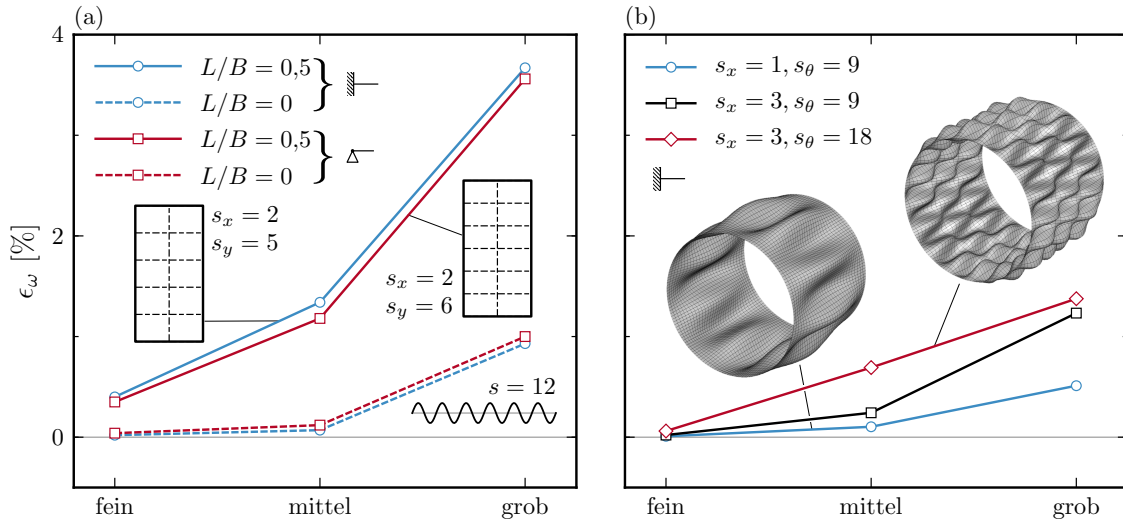 (a)
4
2
0
ϵ_ω [%]
L/B = 0,5
L/B = 0
L/B = 0,5
L/B = 0
s_x = 2
s_y = 5
s_x = 2
s_y = 6
s = 12
fein
mittel
grob
(b)
s_x = 1, s_θ = 9
s_x = 3, s_θ = 9
s_x = 3, s_θ = 18
fein
mittel
grob